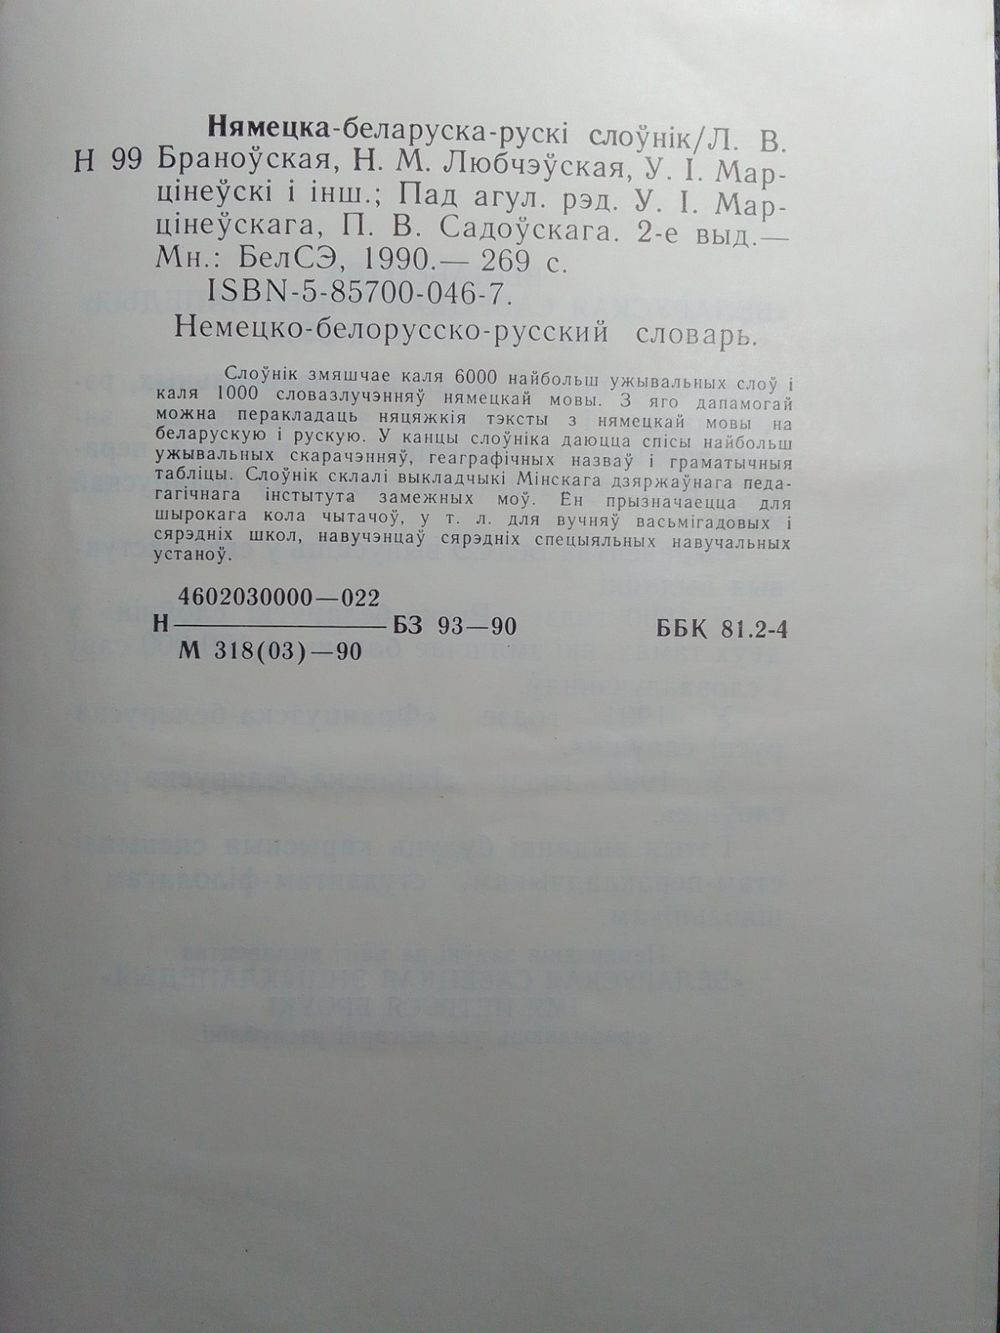 Нямецка-беларуска-рускі слоўнік/Л. В.
Н 99 Браноўская, Н. М. Любчэўская, У. І. Мар-
цінеўскі і інш.; Пад агул. рэд. У. І. Мар-
цінеўскага, П. В. Садоўскага. 2-е выд.—
Мн.: БелСЭ, 1990.— 269 с.
ISBN-5-85700-046-7.
Немецко-белорусско-русский словарь.
Слоўнік змяшчае каля 6000 найбольш ужывальных слоў і
каля 1000 словазлучэнняў нямецкай мовы. З яго дапамогай
можна перакладаць няцяжкія тэксты з нямецкай мовы на
беларускую і рускую. У канцы слоўніка даюцца спісы найбольш
ужывальных скарачэнняў, геаграфічных назваў і граматычныя
табліцы. Слоўнік склалі выкладчыкі Мінскага дзяржаўнага педа-
гагічнага інстытута замежных моў. Ён прызначаецца для
шырокага кола чытачоў, у т. л. для вучняў васьмігадовых і
сярэдніх школ, навучэнцаў сярэдніх спецыяльных навучальных
устаноў.
4602030000—022
Н————БЗ 93—90 ББК 81.2-4
М 318(03)—90